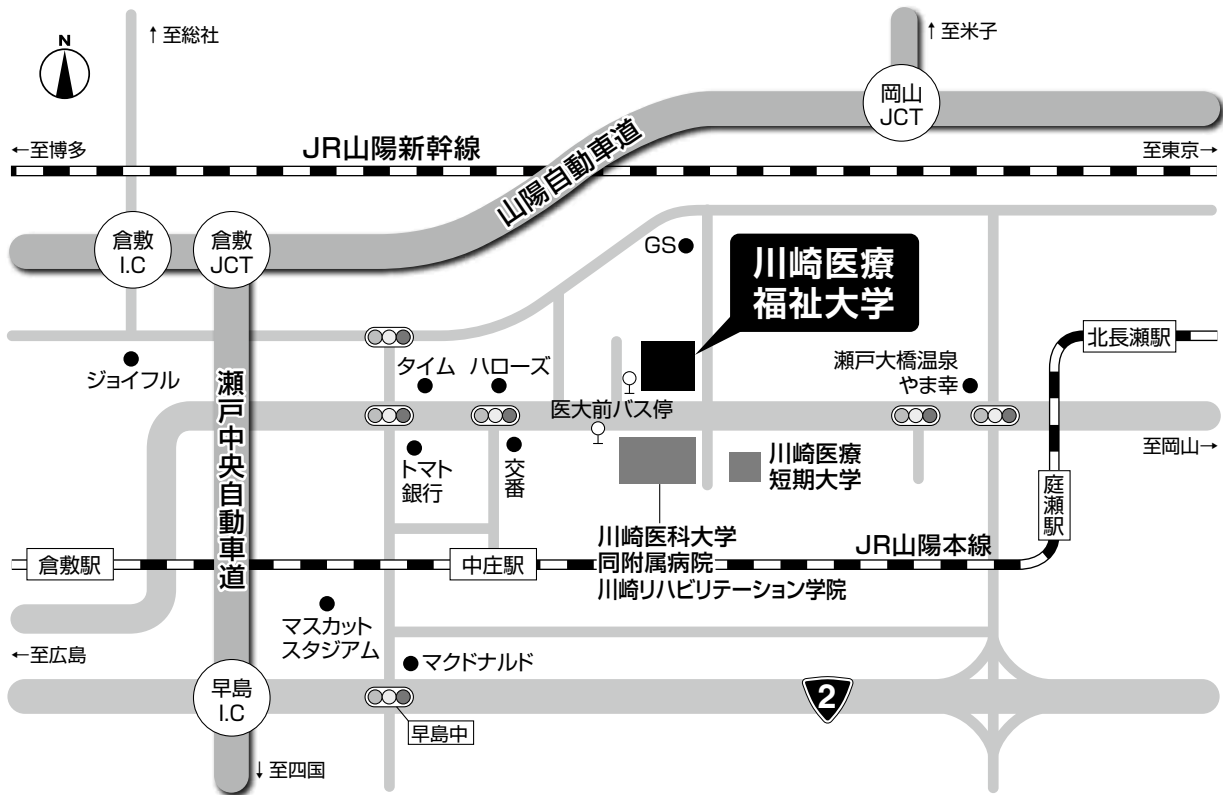 N
↑至総社
↑至米子
岡山
JCT
←至博多
JR山陽新幹線
至東京→
山陽自動車道
倉敷
I.C
倉敷
JCT
GS
川崎医療
福祉大学
北長瀬駅
ジョイフル
タイム
ハローズ
瀬戸大橋温泉
やま幸
医大前バス停
瀬戸中央自動車道
至岡山→
トマト
銀行
交番
川崎医療
短期大学
庭瀬駅
川崎医科大学
同附属病院
川崎リハビリテーション学院
JR山陽本線
倉敷駅
中庄駅
マスカット
スタジアム
←至広島
マクドナルド
早島
I.C
2
早島中
↓至四国